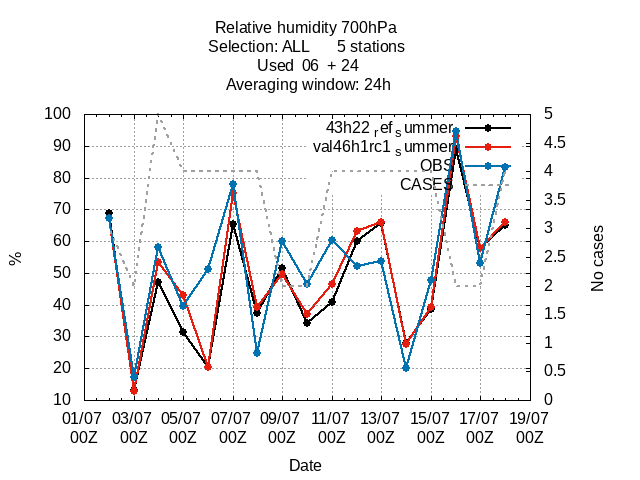 Relative humidity 700hPa
Selection: ALL 5 stations
Used 06 + 24
Averaging window: 24h
43h22_ref_summer
val46h1rc1_summer
OBS
CASES
100
90
80
70
60
50
40
30
20
10
%
5
4.5
4
3.5
3
2.5
2
1.5
1
0.5
0
No cases
01/07 03/07 05/07 07/07 09/07 11/07 13/07 15/07 17/07 19/07
00Z 00Z 00Z 00Z 00Z 00Z 00Z 00Z 00Z 00Z
Date